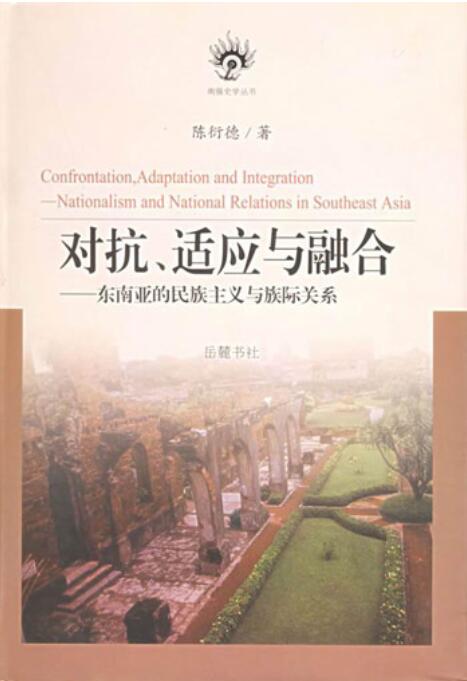 南强史学丛书
陈衍德/著
Confrontation,Adaptation and Integration
—Nationalism and National Relations in Southeast Asia
对抗、适应与融合
——东南亚的民族主义与族际关系
岳麓书社